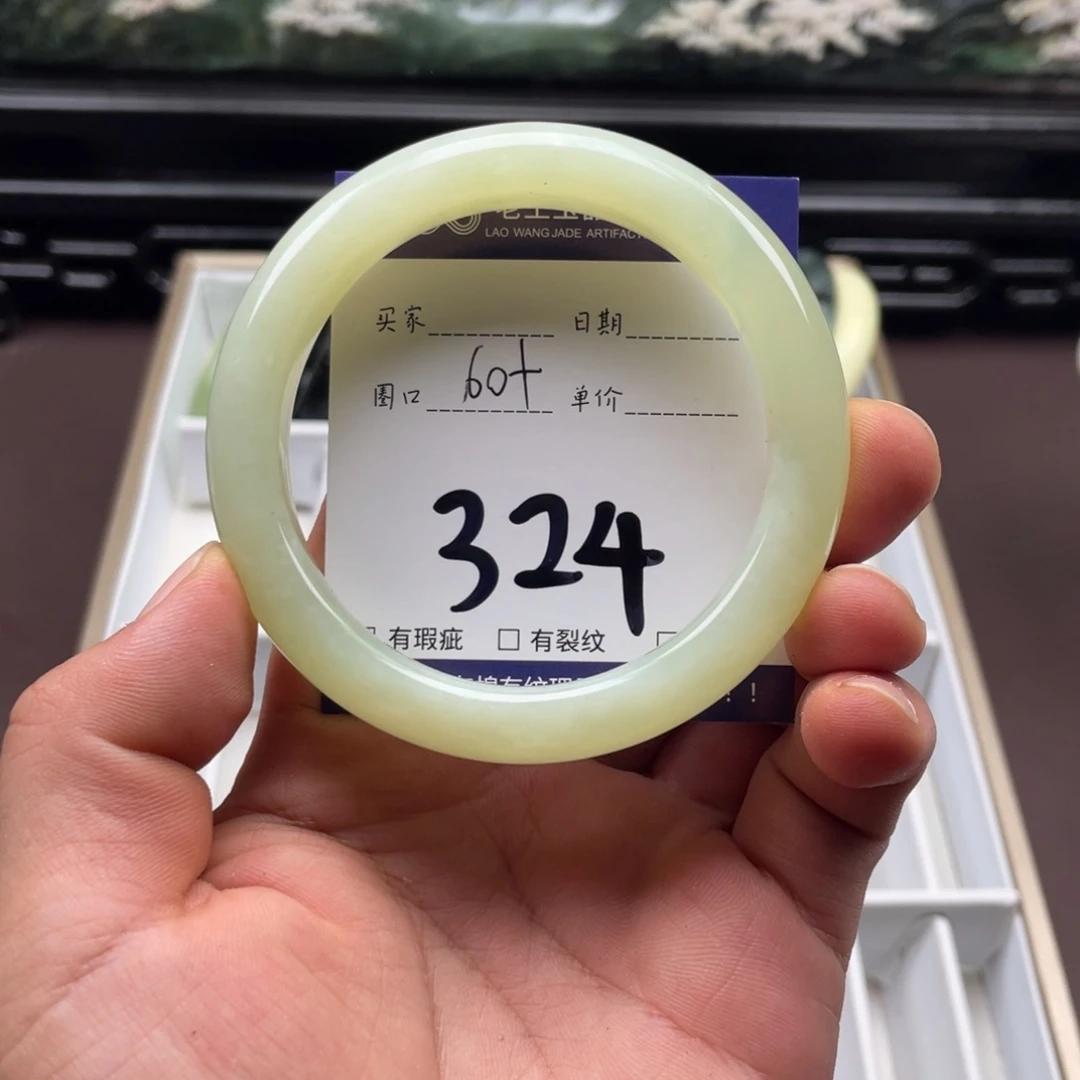 LAO WANG JADE ARTIFAC
买家 日期
圈口 60+ 单价
324
有瑕疵 □ 有裂纹 □
！！